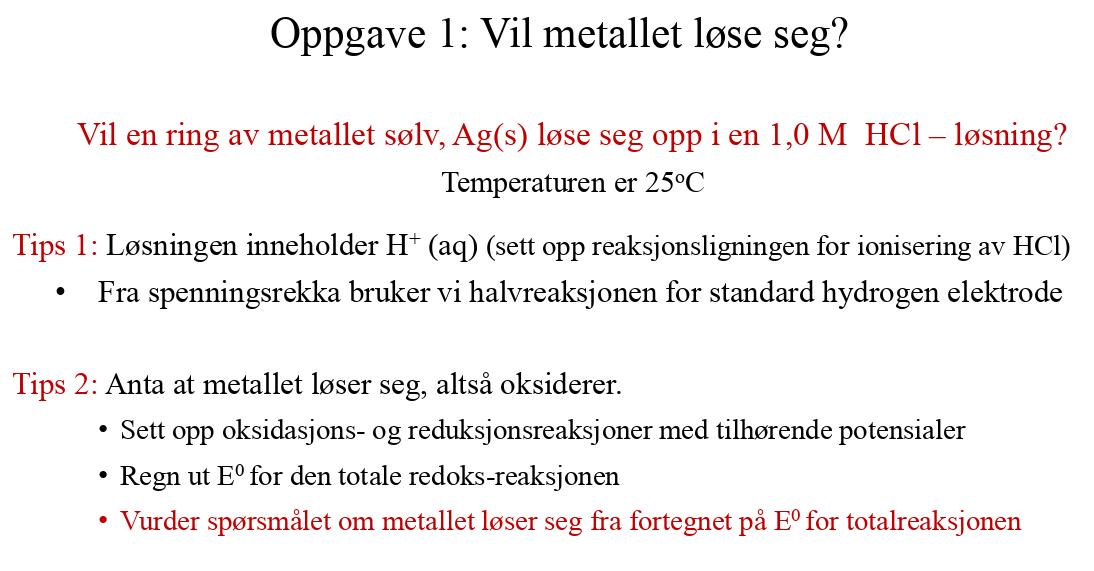 Oppgave 1: Vil metallet løse seg?
Vil en ring av metallet sølv, Ag(s) løse seg opp i en 1,0 M  HCl – løsning?
Temperaturen er 25°C
Tips 1: Løsningen inneholder H⁺ (aq) (sett opp reaksjonsligningen for ionisering av HCl)
• Fra spenningsrekka bruker vi halvreaksjonen for standard hydrogen elektrode
Tips 2: Anta at metallet løser seg, altså oksiderer.
• Sett opp oksidasjons- og reduksjonsreaksjoner med tilhørende potensialer
• Regn ut E⁰ for den totale redoks-reaksjonen
• Vurder spørsmålet om metallet løser seg fra fortegnet på E⁰ for totalreaksjonen